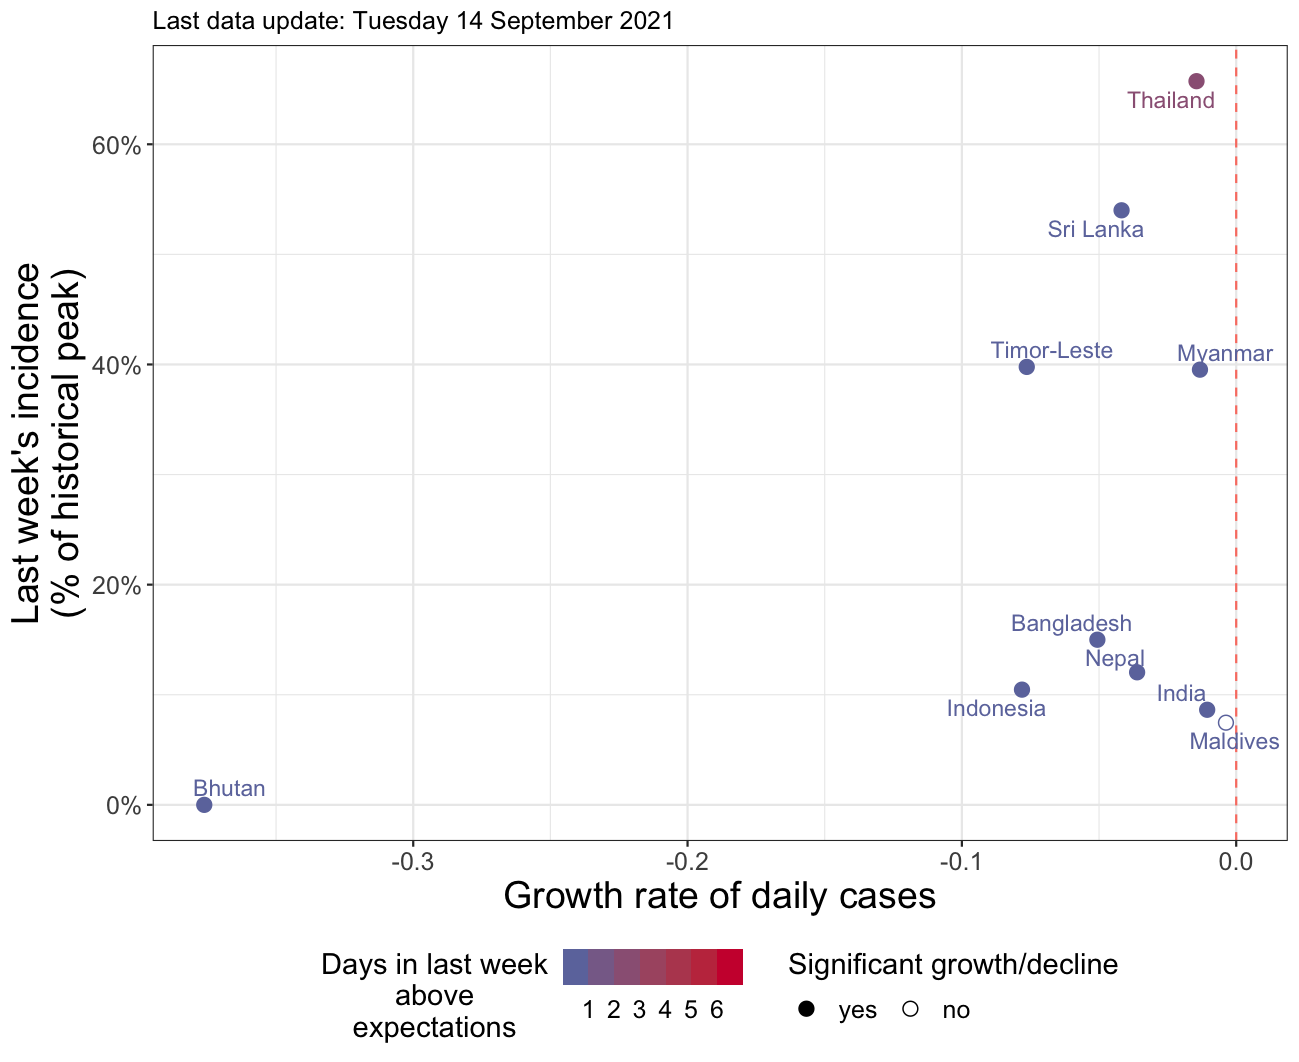 Last data update: Tuesday 14 September 2021
Last week's incidence
(% of historical peak)
60%
40%
20%
0%
Thailand
Sri Lanka
Timor-Leste
Myanmar
Bangladesh
Nepal
India
Indonesia
Maldives
Bhutan
-0.3
-0.2
-0.1
0.0
Growth rate of daily cases
Days in last week
above
expectations
1 2 3 4 5 6
Significant growth/decline
yes
no